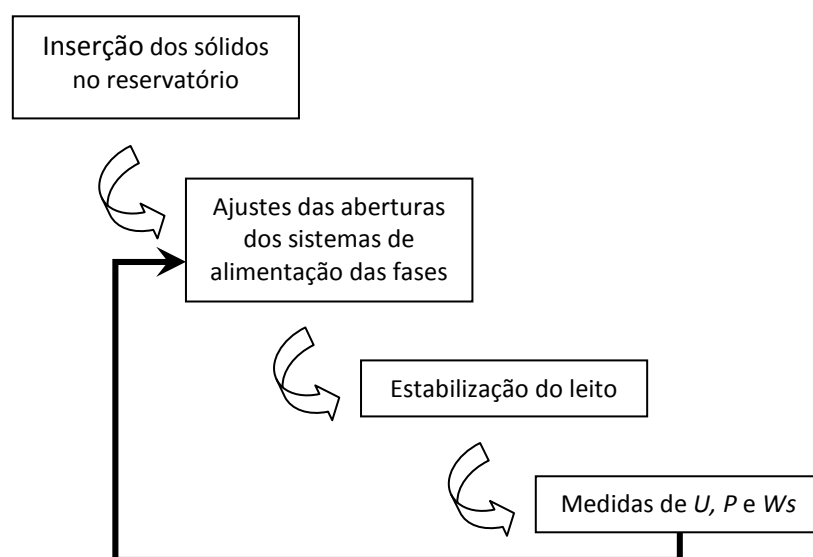 Inserção dos sólidos
no reservatório
Ajustes das aberturas
dos sistemas de
alimentação das fases
Estabilização do leito
Medidas de U, P e Ws